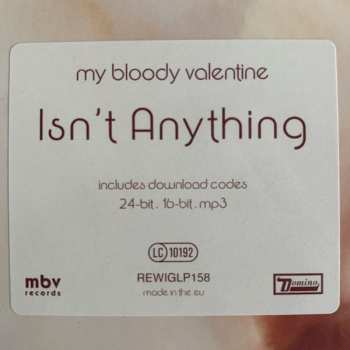 my bloody valentine
Isn't Anything
includes download codes
24-bit . 16-bit . mp3
LC 10192
mbv
records
REWIGLP158
made in the eu
Domino